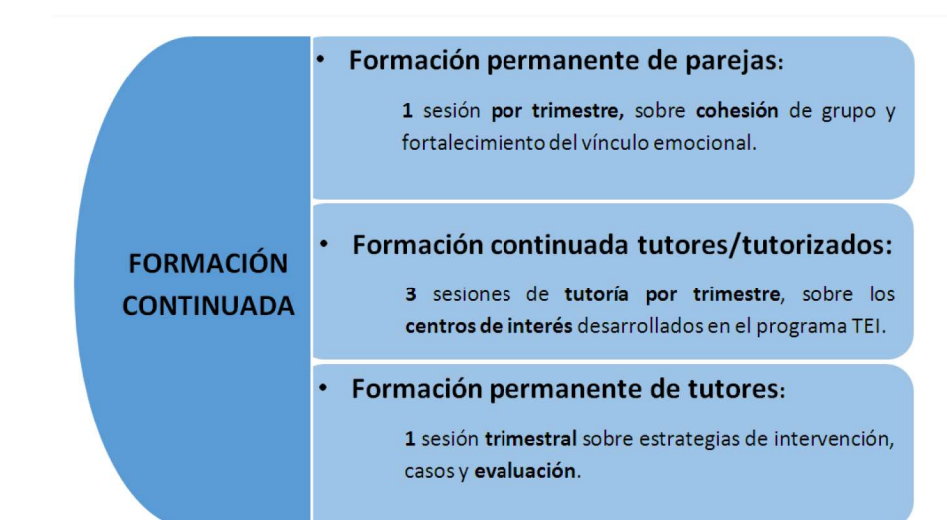 FORMACIÓN
CONTINUADA
• Formación permanente de parejas:
1 sesión por trimestre, sobre cohesión de grupo y
fortalecimiento del vínculo emocional.
• Formación continuada tutores/tutorizados:
3 sesiones de tutoría por trimestre, sobre los
centros de interés desarrollados en el programa TEI.
• Formación permanente de tutores:
1 sesión trimestral sobre estrategias de intervención,
casos y evaluación.